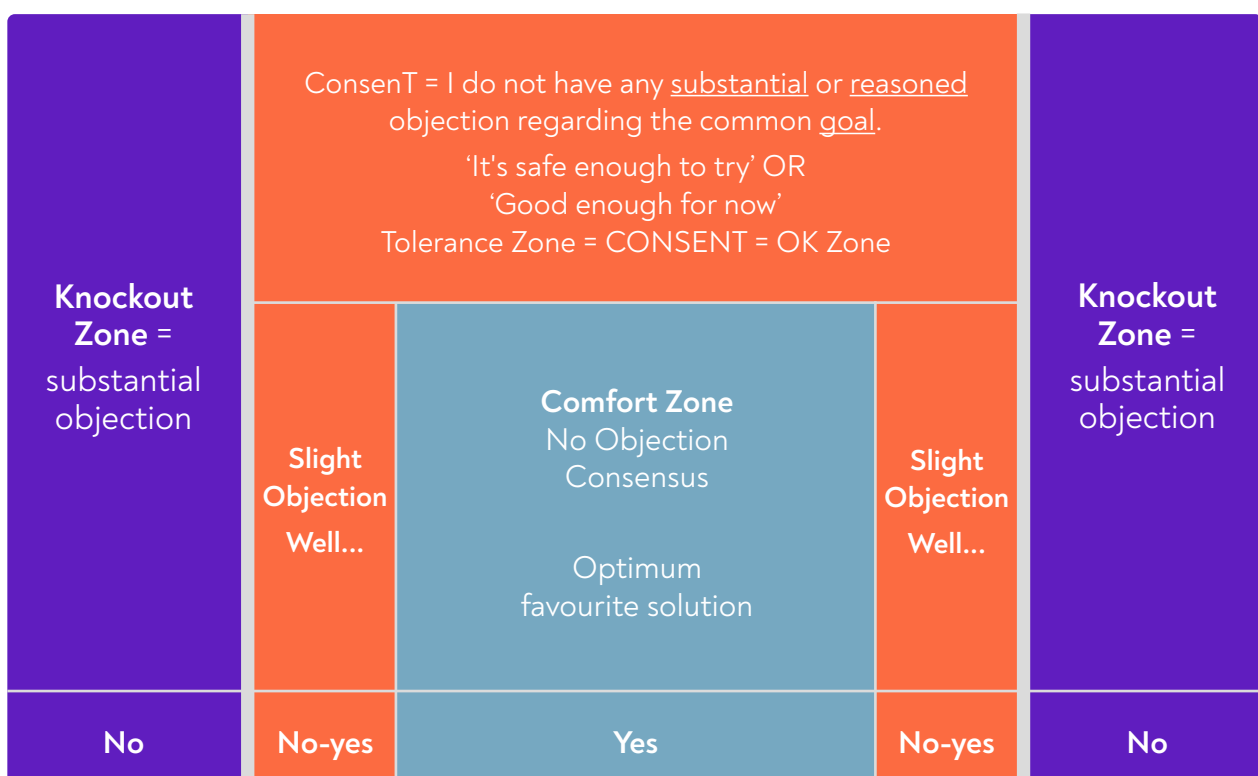 ConsenT = I do not have any substantial or reasoned
objection regarding the common goal.
‘It's safe enough to try’ OR
‘Good enough for now’
Tolerance Zone = CONSENT = OK Zone
Knockout
Zone =
substantial
objection
Slight
Objection
Well...
Comfort Zone
No Objection
Consensus
Optimum
favourite solution
Slight
Objection
Well...
Knockout
Zone =
substantial
objection
No
No-yes
Yes
No-yes
No